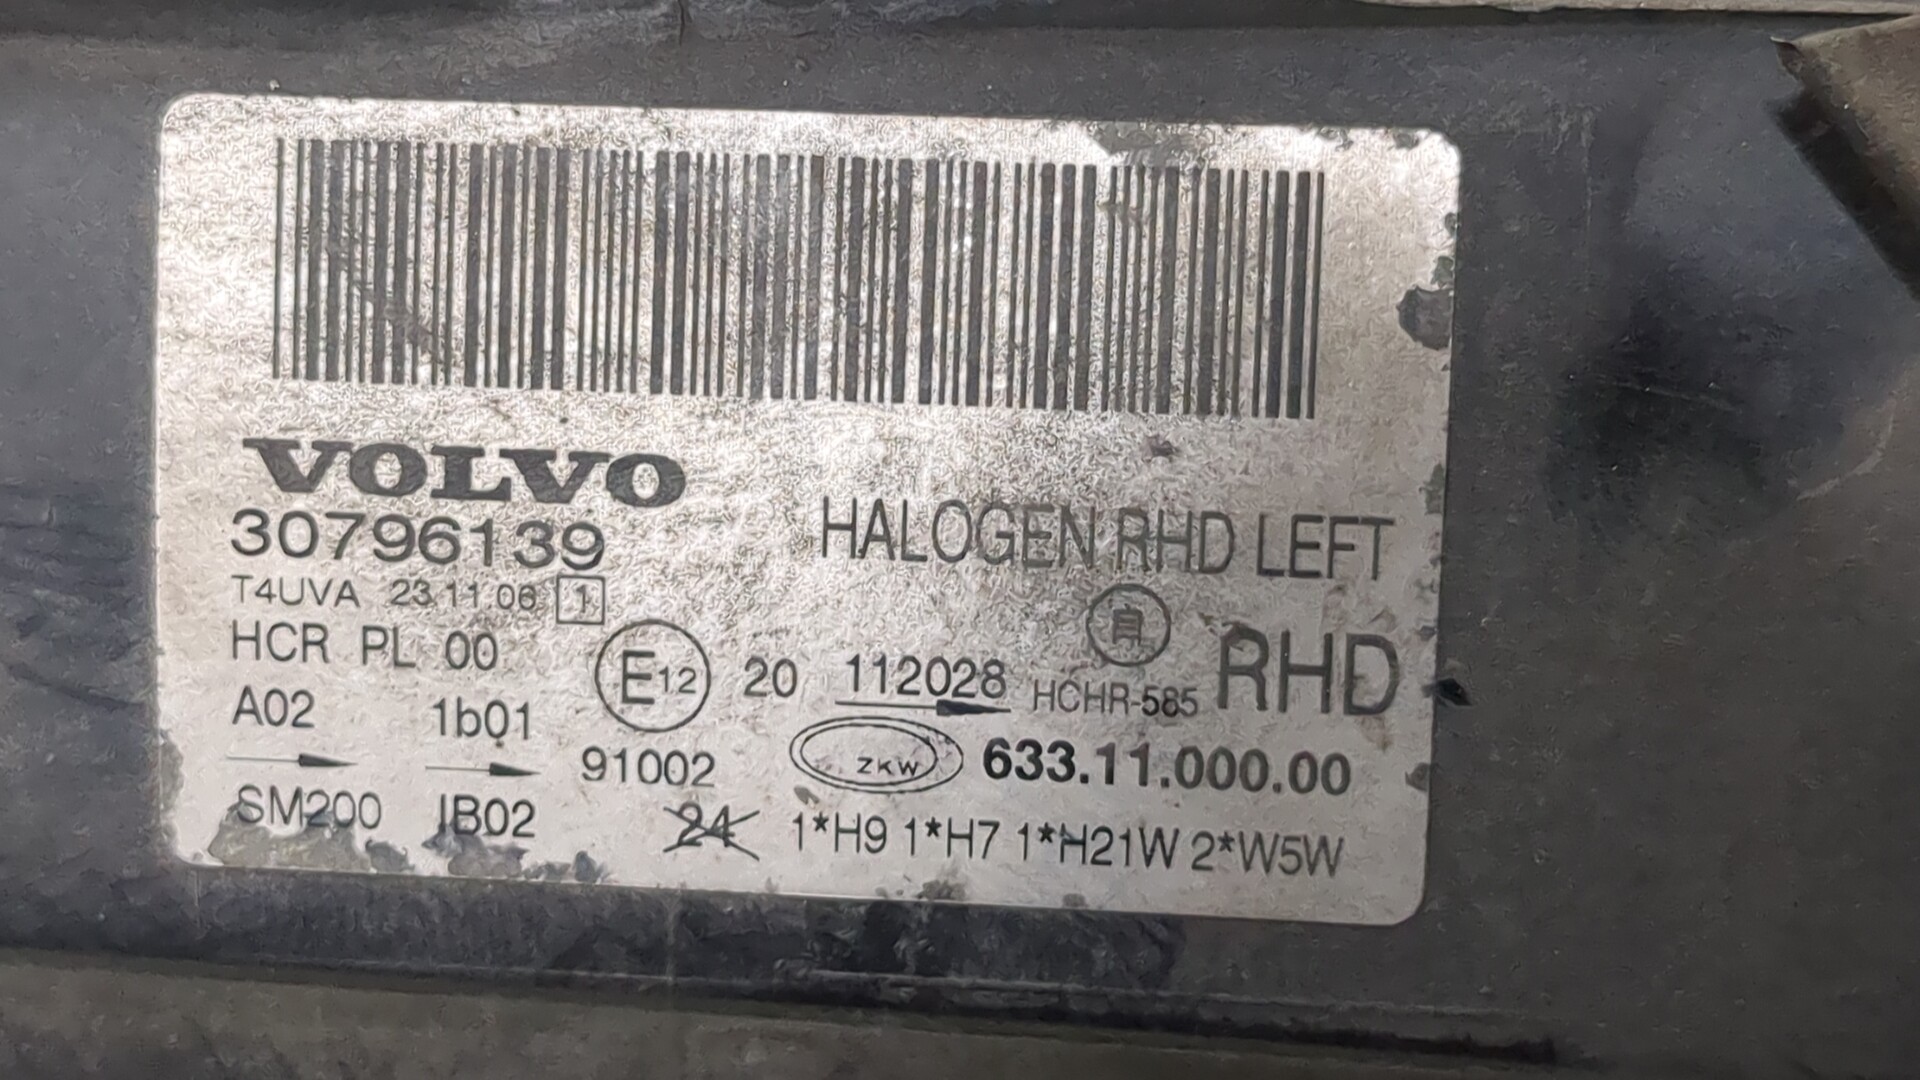 VOLVO
30796139
HALOGEN RHD LEFT
T4UVA 23.11.06 1
自
HCR PL 00
E12 20 112028 HCHR-585 RHD
A02 1b01
91002 ZKW 633.11.000.00
SM200 IB02
24 1*H9 1*H7 1*H21W 2*W5W